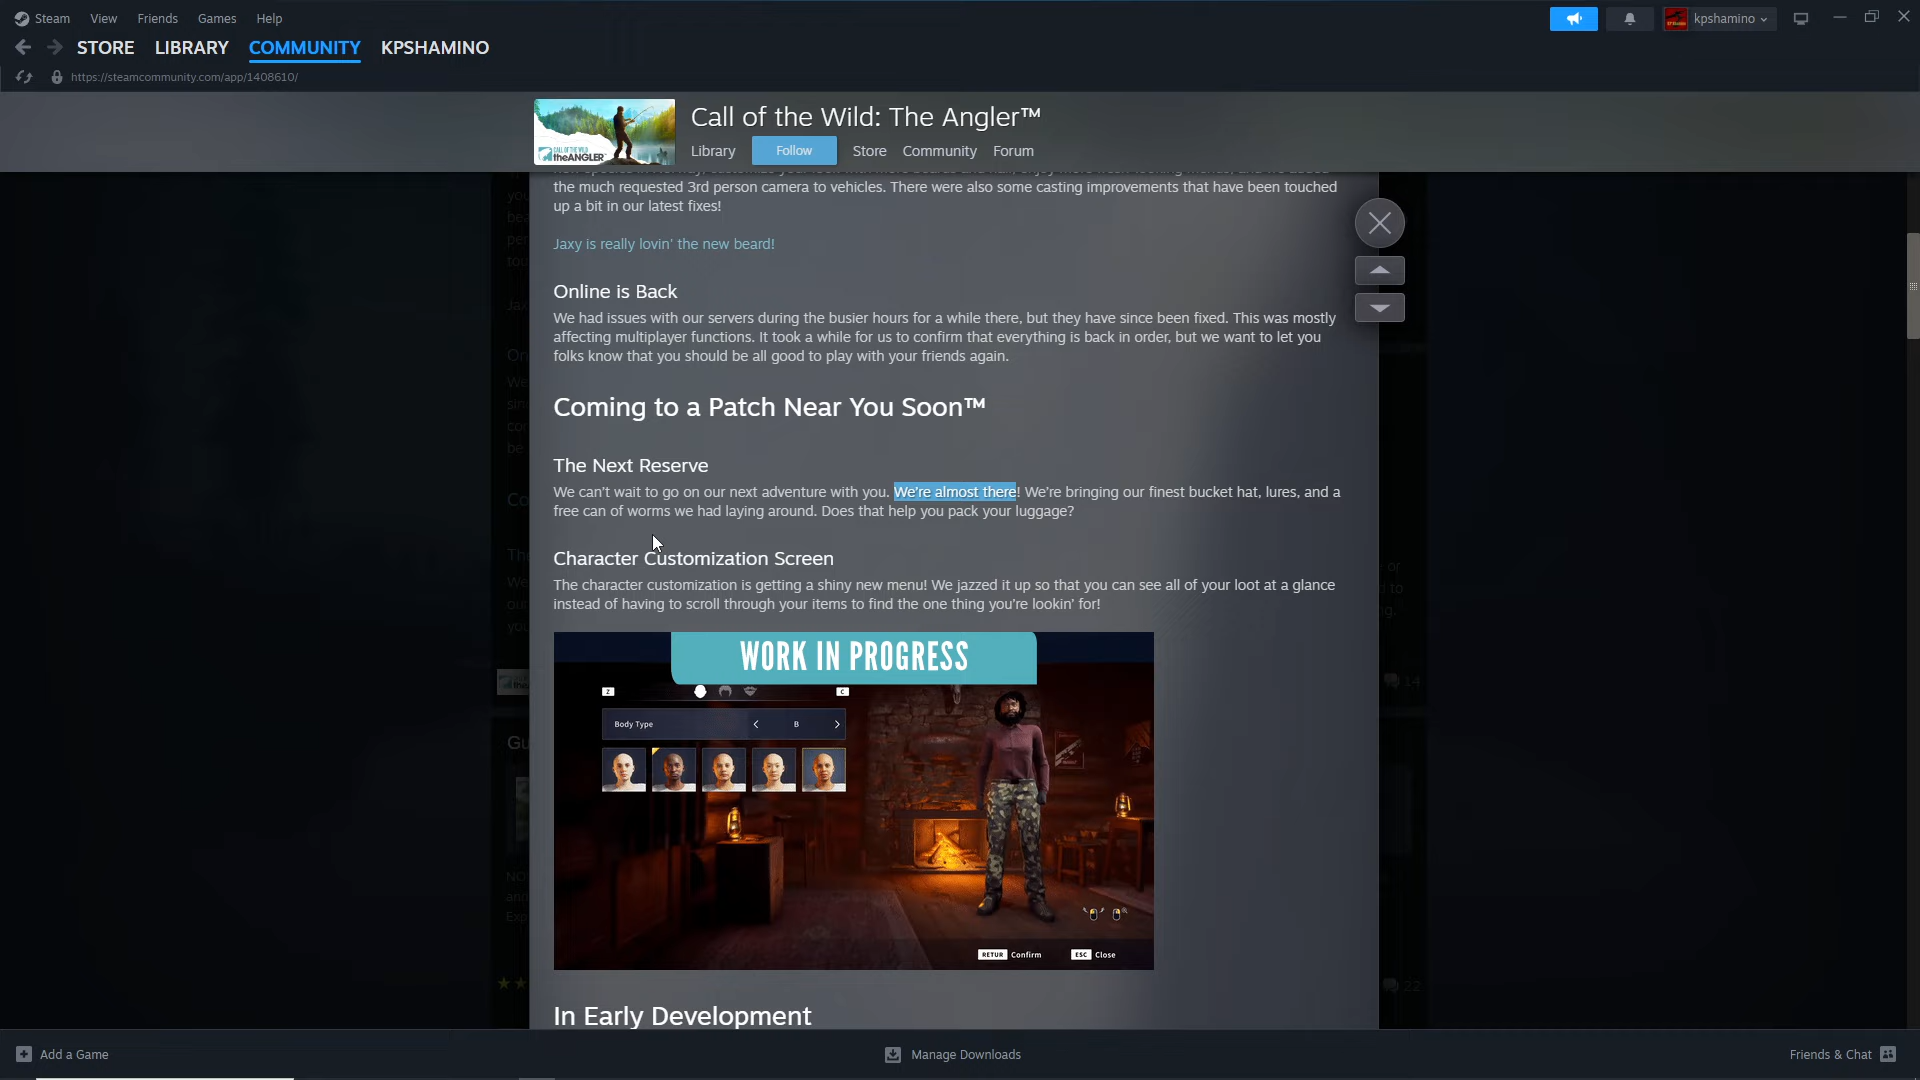 Steam View Friends Games Help
kpshamino
STORE LIBRARY COMMUNITY KPSHAMINO
https://steamcommunity.com/app/1408610/
Call of the Wild: The Angler™
CALL OF THE WILD
theANGLER
Library Follow Store Community Forum
the much requested 3rd person camera to vehicles. There were also some casting improvements that have been touched
up a bit in our latest fixes!
Jaxy is really lovin' the new beard!
Online is Back
We had issues with our servers during the busier hours for a while there, but they have since been fixed. This was mostly
affecting multiplayer functions. It took a while for us to confirm that everything is back in order, but we want to let you
folks know that you should be all good to play with your friends again.
Coming to a Patch Near You Soon™
The Next Reserve
We can't wait to go on our next adventure with you. We're almost there! We're bringing our finest bucket hat, lures, and a
free can of worms we had laying around. Does that help you pack your luggage?
Character Customization Screen
The character customization is getting a shiny new menu! We jazzed it up so that you can see all of your loot at a glance
instead of having to scroll through your items to find the one thing you're lookin' for!
WORK IN PROGRESS
Z C
Body Type < B >
RETUR Confirm ESC Close
14
22
In Early Development
Add a Game Manage Downloads Friends & Chat